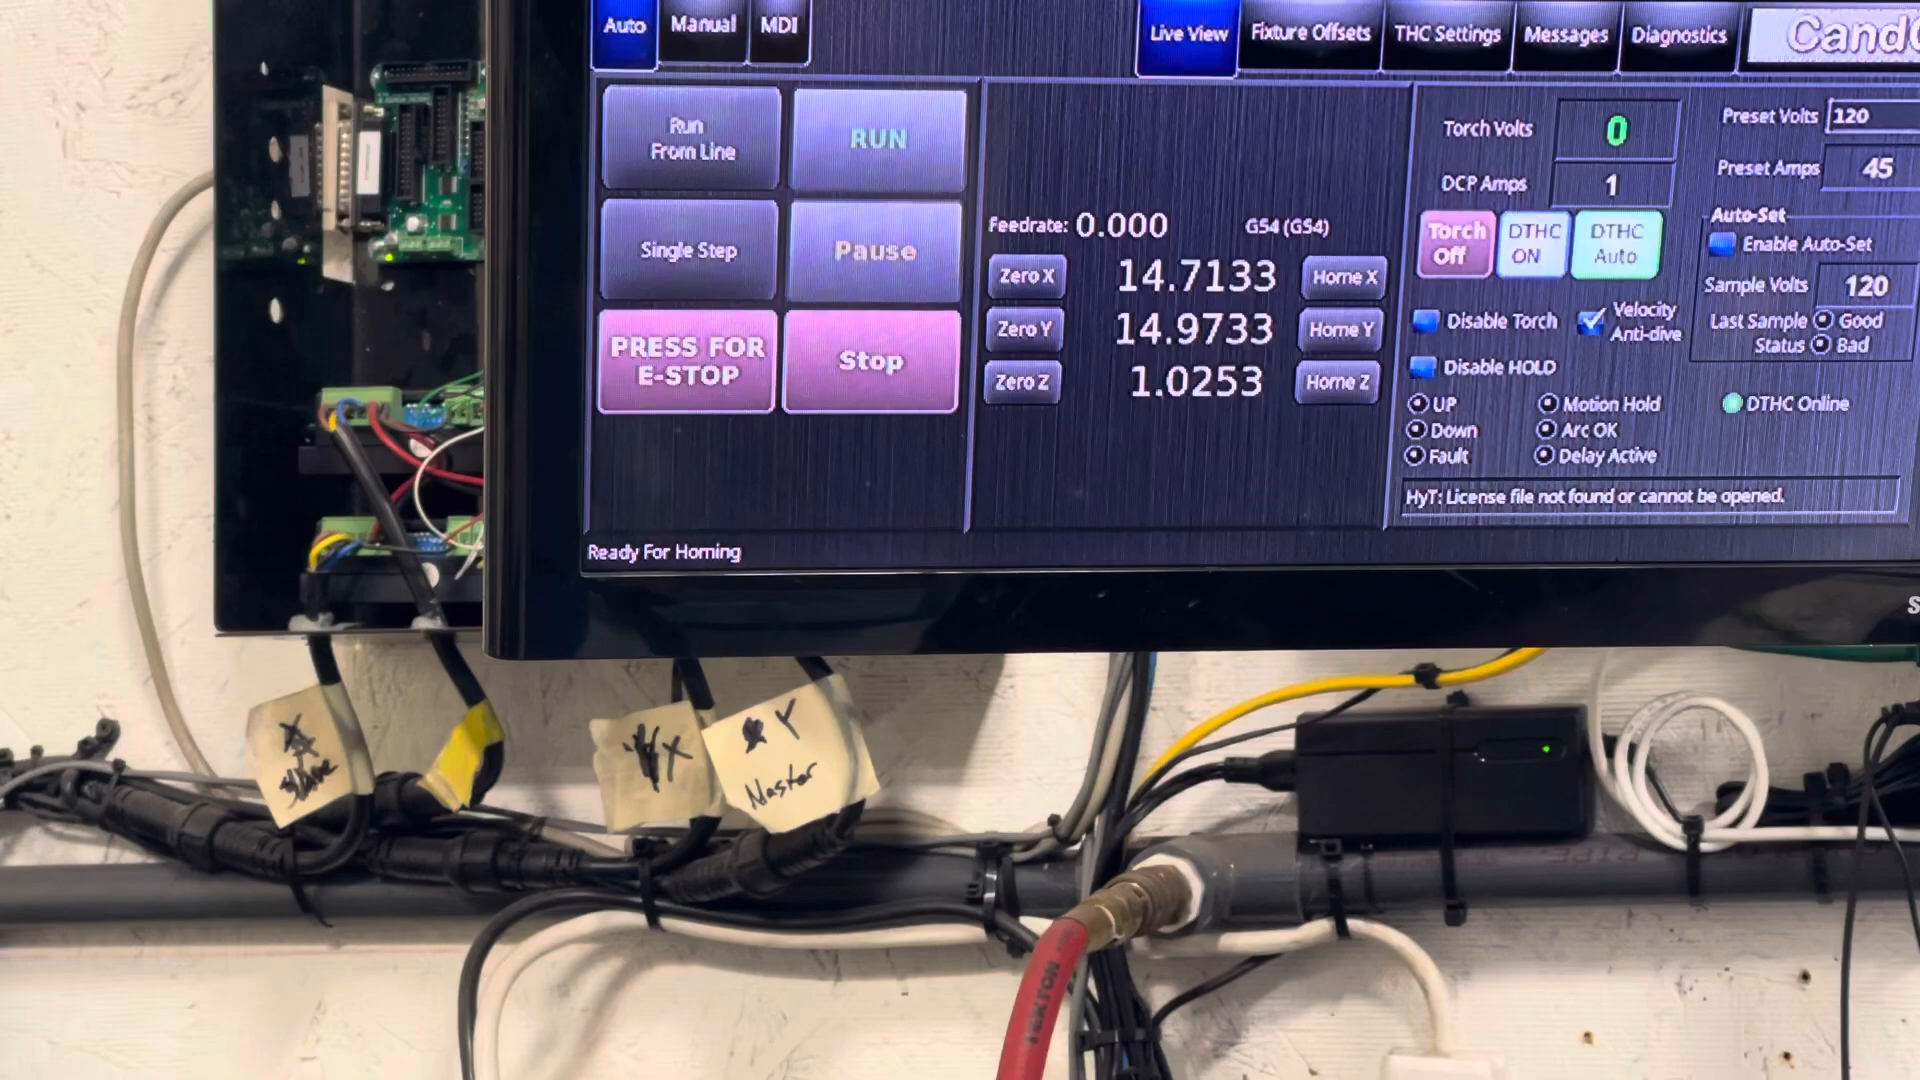 Auto
Manual
MDI
Live View
Fixture Offsets
THC Settings
Messages
Diagnostics
Run
From Line
RUN
Single Step
Pause
PRESS FOR
E-STOP
Stop
Feedrate: 0.000
G54 (G54)
Zero X
14.7133
Home X
Zero Y
14.9733
Home Y
Zero Z
1.0253
Home Z
Torch Volts
0
DCP Amps
1
Torch
Off
DTHC
ON
DTHC
Auto
Disable Torch
Velocity
Anti-dive
Disable HOLD
UP
Down
Fault
Motion Hold
Arc OK
Delay Active
DTHC Online
Preset Volts 120
Preset Amps 45
Auto-Set
Enable Auto-Set
Sample Volts 120
Last Sample
Status
Good
Bad
HyT: License file not found or cannot be opened.
Ready For Homing
Slave
X
Y
Master
TEKTON
PIPE